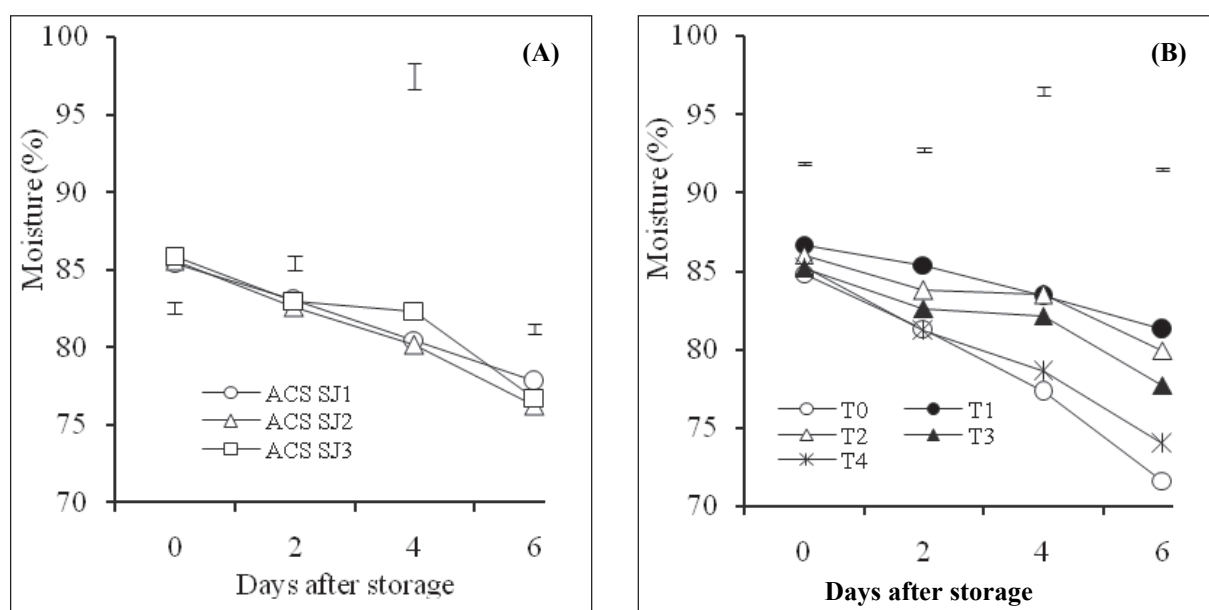 (A)
Moisture (%)
100
95
90
85
80
75
70
ACS SJ1
ACS SJ2
ACS SJ3
0 2 4 6
Days after storage
(B)
Moisture (%)
100
95
90
85
80
75
70
T0 T1
T2 T3
T4
0 2 4 6
Days after storage